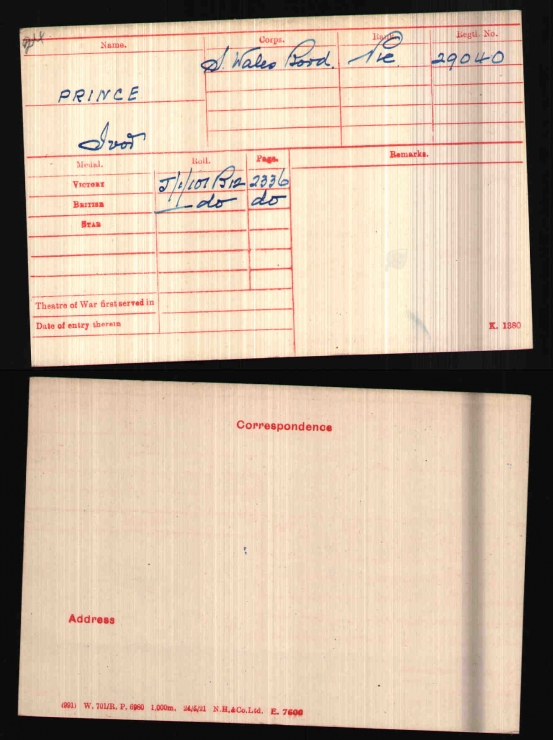 Name.
Corps.
Rank.
Regtl. No.
S Wales Bord.
Pte
29040
PRINCE
Ivor
Medal.
Roll.
Page.
Remarks.
VICTORY
J/1/101 B12
2336
BRITISH
do
do
STAR
Theatre of War first served in
Date of entry therein
K. 1380
Correspondence
Address
(991) W. 701/R. P. 6960 1,000m. 24/5/21 N.H.&Co.Ltd. E. 7600